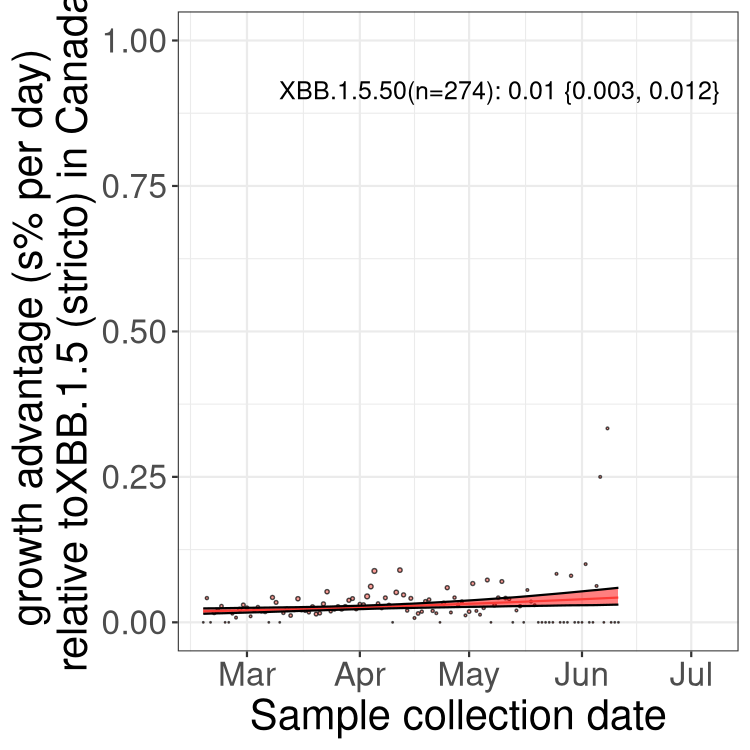 growth advantage (s% per day)
relative toXBB.1.5 (stricto) in Canada
1.00
0.75
0.50
0.25
0.00
XBB.1.5.50(n=274): 0.01 {0.003, 0.012}
Mar
Apr
May
Jun
Jul
Sample collection date